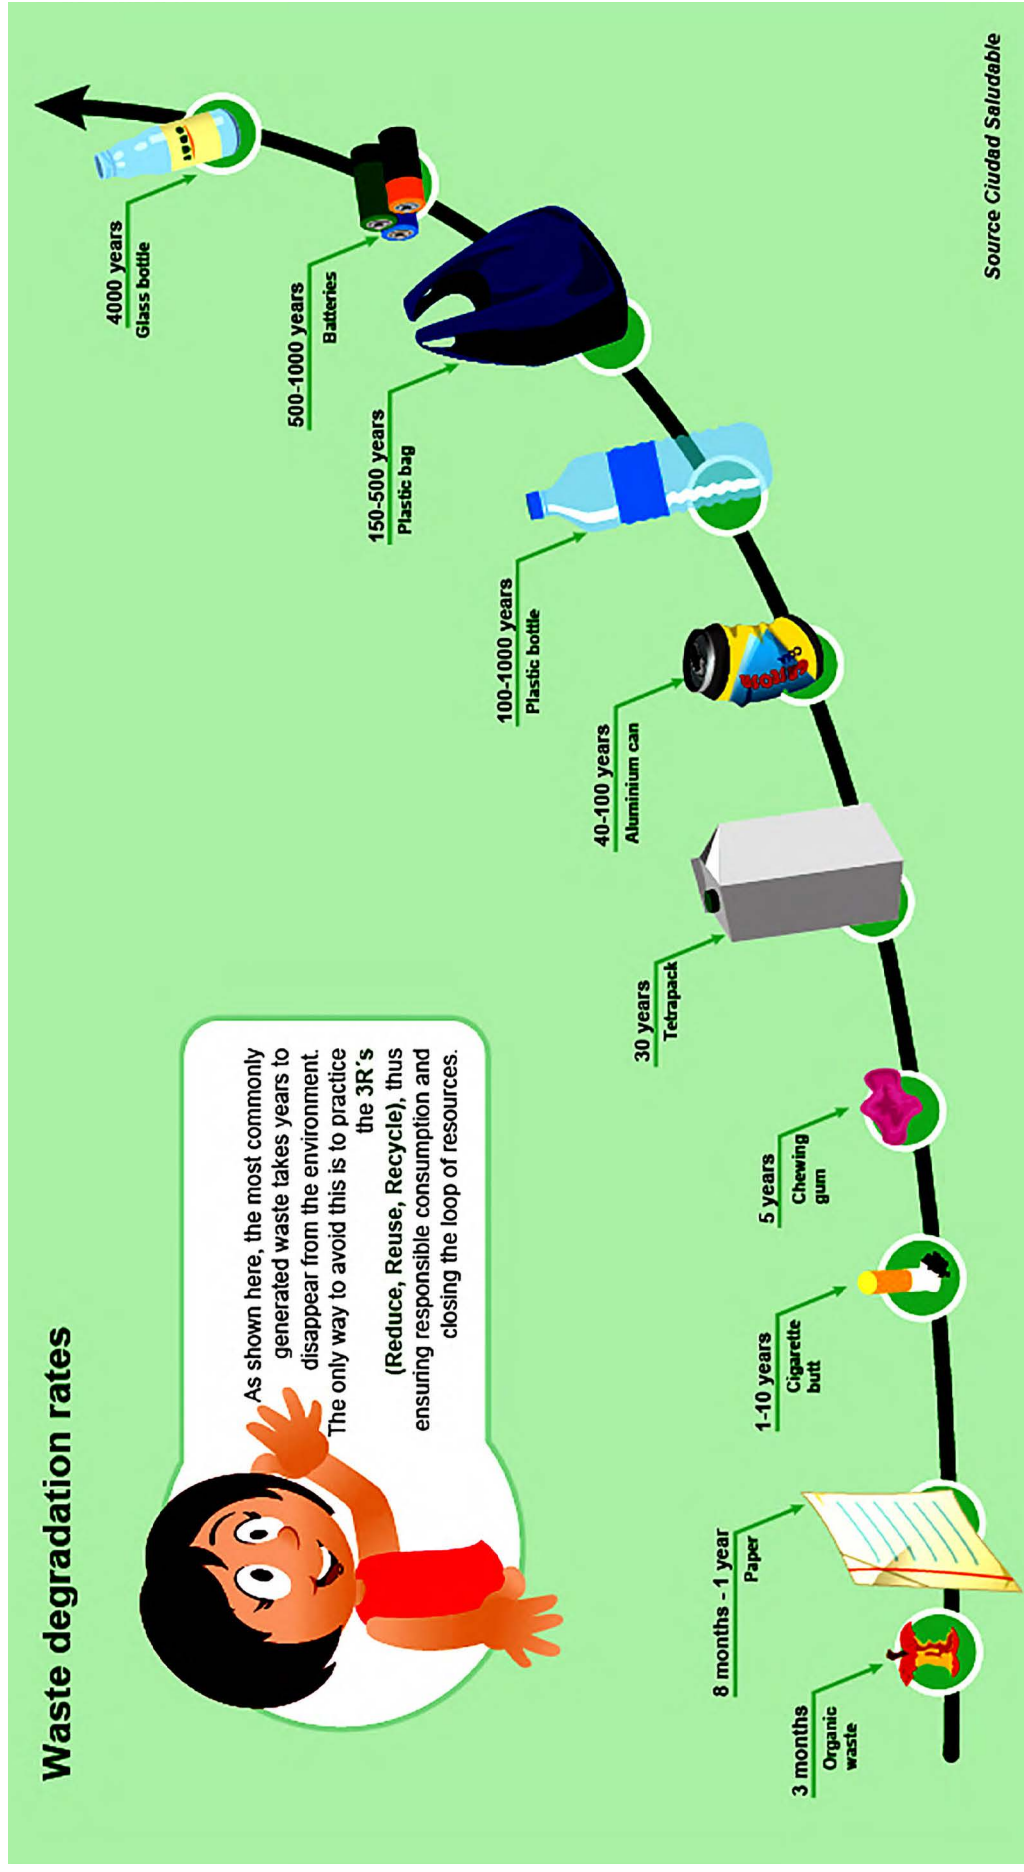 Waste degradation rates
As shown here, the most commonly
generated waste takes years to
disappear from the environment.
The only way to avoid this is to practice
the 3R´s
(Reduce, Reuse, Recycle), thus
ensuring responsible consumption and
closing the loop of resources.
3 months
Organic
waste
8 months - 1 year
Paper
1-10 years
Cigarette
butt
5 years
Chewing
gum
30 years
Tetrapack
40-100 years
Aluminium can
100-1000 years
Plastic bottle
150-500 years
Plastic bag
500-1000 years
Batteries
4000 years
Glass bottle
Source Ciudad Saludable